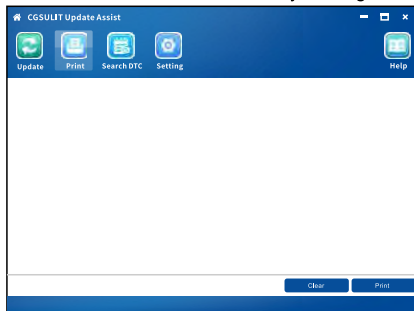 CGSULIT Update Assist
Update Print Search DTC Setting Help
Clear Print